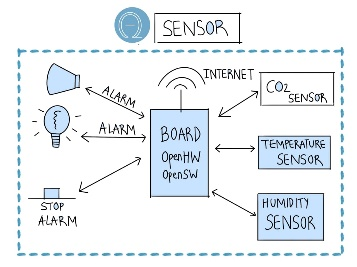 SENSOR
INTERNET
ALARM
ALARM
STOP
ALARM
BOARD
OpenHW
OpenSW
CO2
SENSOR
TEMPERATURE
SENSOR
HUMIDITY
SENSOR